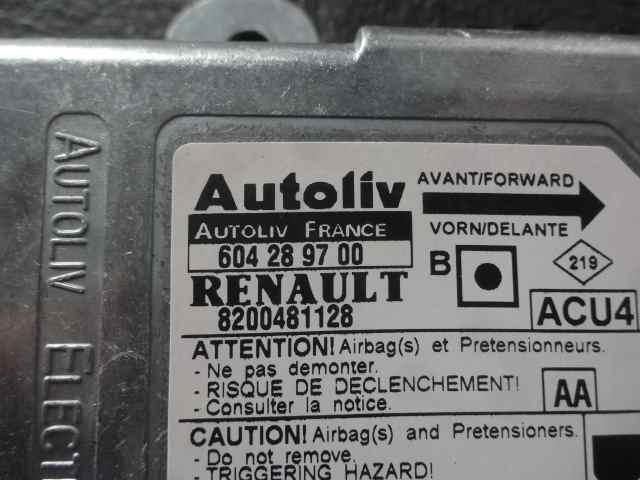 AUTOLIV ELECT
Autoliv
AVANT/FORWARD
AUTOLIV FRANCE
VORN/DELANTE
604 28 97 00
B
219
RENAULT
8200481128
ACU4
ATTENTION! Airbag(s) et Pretensionneurs.
- Ne pas demonter.
- RISQUE DE DECLENCHEMENT!
- Consulter la notice.
AA
CAUTION! Airbag(s) and Pretensioners.
- Do not remove.
- TRIGGERING HAZARD!